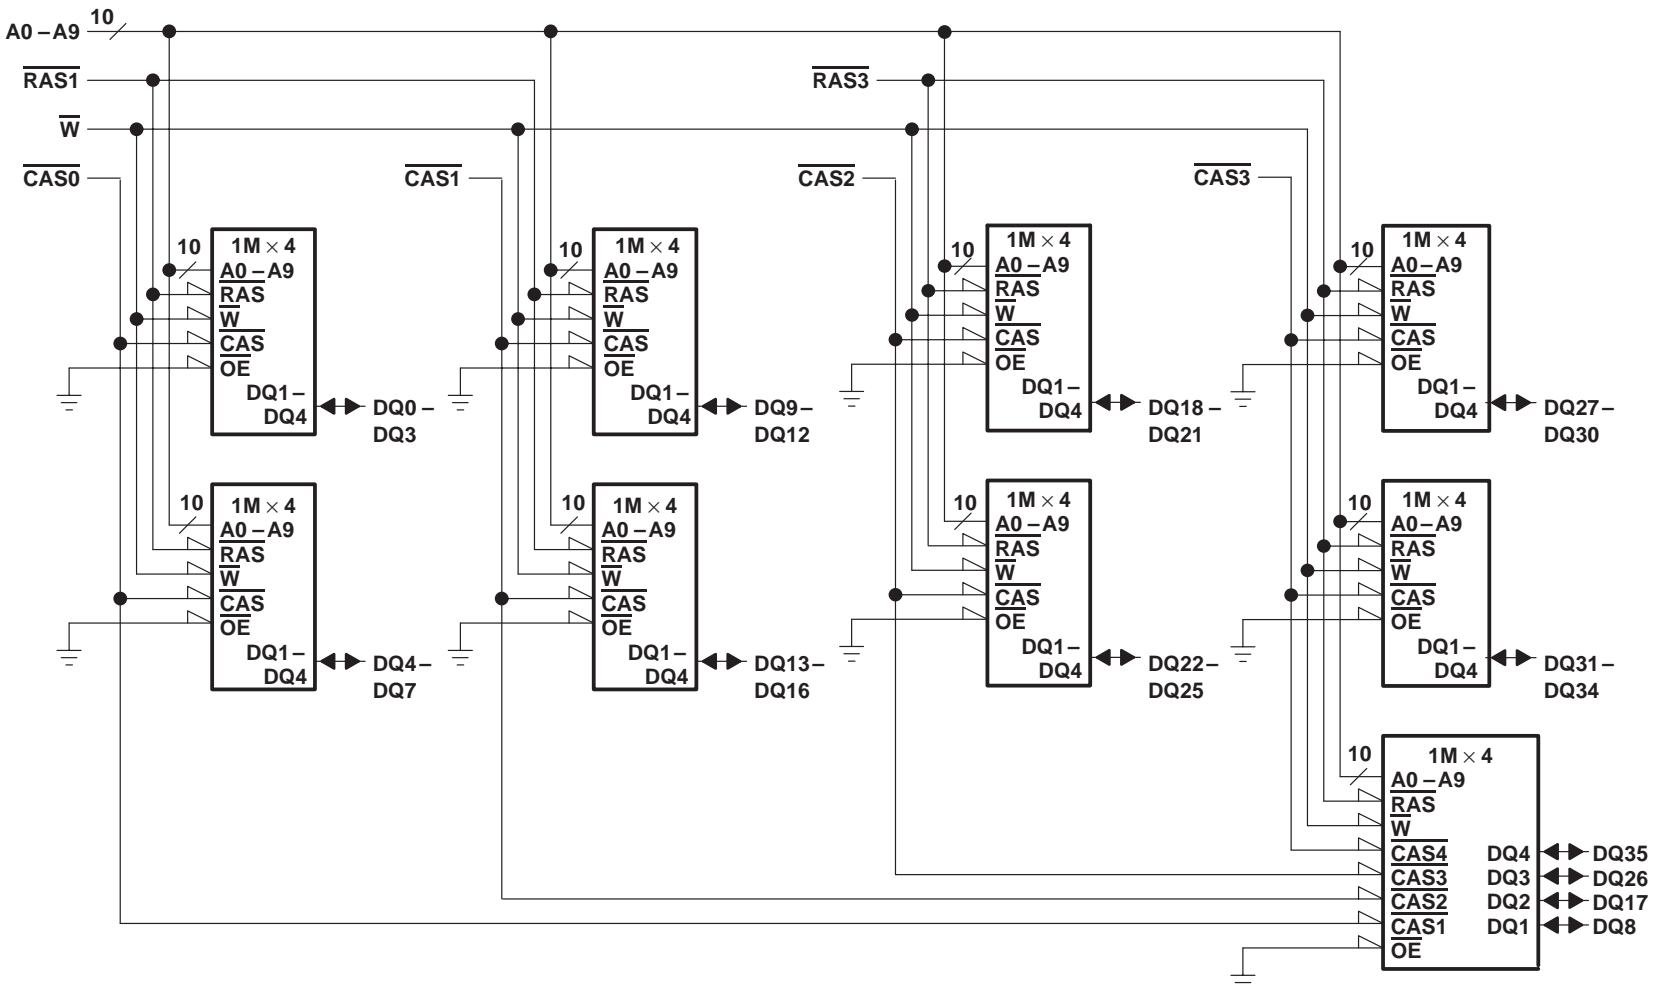 10
A0 – A9
RAS1
RAS3
W
CAS0
CAS1
CAS2
CAS3
10
1M × 4
A0 – A9
RAS
W
CAS
OE
DQ1 –
DQ4
DQ0 –
DQ3
10
1M × 4
A0 – A9
RAS
W
CAS
OE
DQ1 –
DQ4
DQ9 –
DQ12
10
1M × 4
A0 – A9
RAS
W
CAS
OE
DQ1 –
DQ4
DQ18 –
DQ21
10
1M × 4
A0 – A9
RAS
W
CAS
OE
DQ1 –
DQ4
DQ27 –
DQ30
10
1M × 4
A0 – A9
RAS
W
CAS
OE
DQ1 –
DQ4
DQ4 –
DQ7
10
1M × 4
A0 – A9
RAS
W
CAS
OE
DQ1 –
DQ4
DQ13 –
DQ16
10
1M × 4
A0 – A9
RAS
W
CAS
OE
DQ1 –
DQ4
DQ22 –
DQ25
10
1M × 4
A0 – A9
RAS
W
CAS
OE
DQ1 –
DQ4
DQ31 –
DQ34
10
1M × 4
A0 – A9
RAS
W
CAS4 DQ4 DQ35
CAS3 DQ3 DQ26
CAS2 DQ2 DQ17
CAS1 DQ1 DQ8
OE